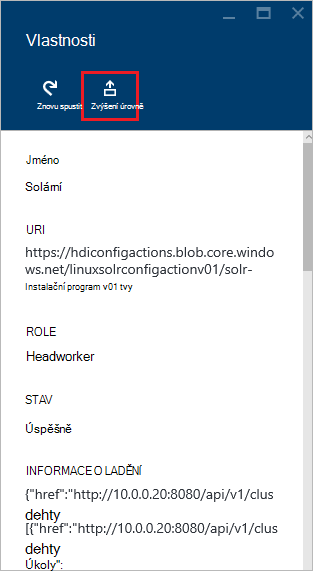 Vlastnosti
Znovu spustit
Zvýšení úrovně
Jméno
Solární
URI
https://hdiconfigactions.blob.core.windo
ws.net/linuxsolrconfigactionv01/solr-
Instalační program v01 tvy
ROLE
Headworker
STAV
Úspěšně
INFORMACE O LADĚNÍ
{"href":"http://10.0.0.20:8080/api/v1/clus
dehty
[{"href":"http://10.0.0.20:8080/api/v1/clus
dehty
Úkoly":